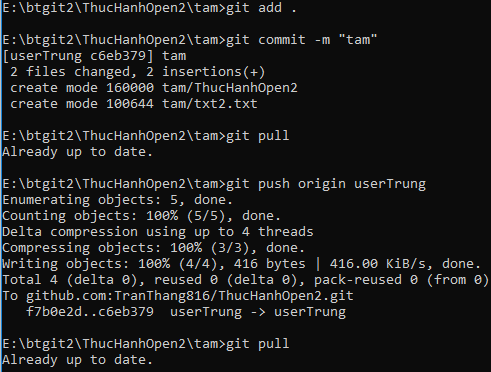 E:\btgit2\ThucHanhOpen2\tam>git add .
E:\btgit2\ThucHanhOpen2\tam>git commit -m "tam"
[userTrung c6eb379] tam
 2 files changed, 2 insertions(+)
 create mode 160000 tam/ThucHanhOpen2
 create mode 100644 tam/txt2.txt
E:\btgit2\ThucHanhOpen2\tam>git pull
Already up to date.
E:\btgit2\ThucHanhOpen2\tam>git push origin userTrung
Enumerating objects: 5, done.
Counting objects: 100% (5/5), done.
Delta compression using up to 4 threads
Compressing objects: 100% (3/3), done.
Writing objects: 100% (4/4), 416 bytes | 416.00 KiB/s, done.
Total 4 (delta 0), reused 0 (delta 0), pack-reused 0 (from 0)
To github.com:TranThang816/ThucHanhOpen2.git
   f7b0e2d..c6eb379  userTrung -> userTrung
E:\btgit2\ThucHanhOpen2\tam>git pull
Already up to date.